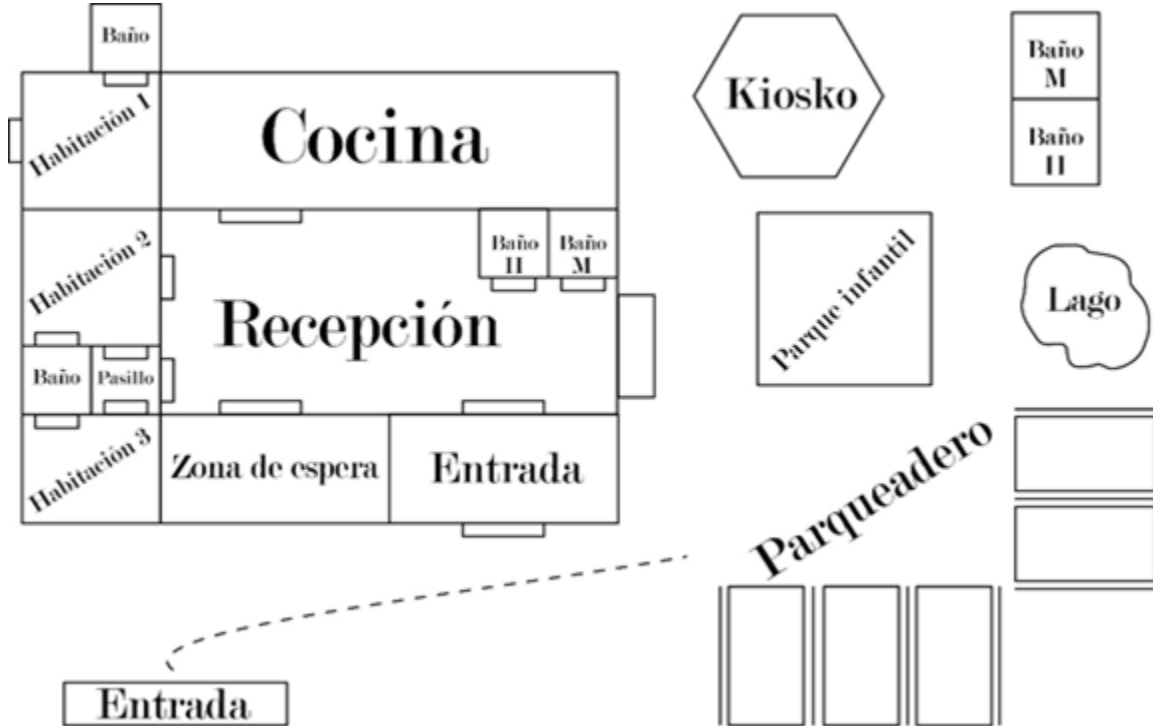 Baño
Habitación 1
Cocina
Kiosko
Baño
M
Baño
H
Habitación 2
Baño
H
Baño
M
Recepción
Parque infantil
Lago
Baño
Pasillo
Habitación 3
Zona de espera
Entrada
Parqueadero
Entrada